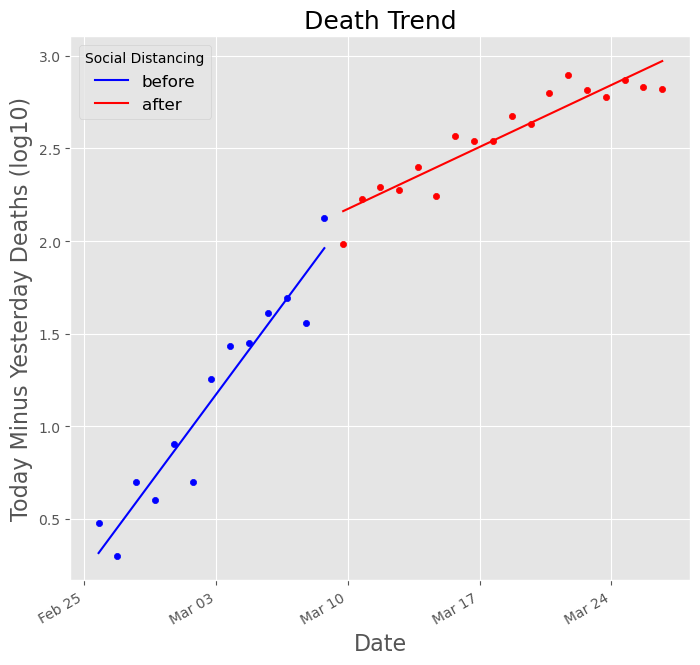 Death Trend
Social Distancing
before
after
Today Minus Yesterday Deaths (log10)
3.0
2.5
2.0
1.5
1.0
0.5
Feb 25
Mar 03
Mar 10
Mar 17
Mar 24
Date